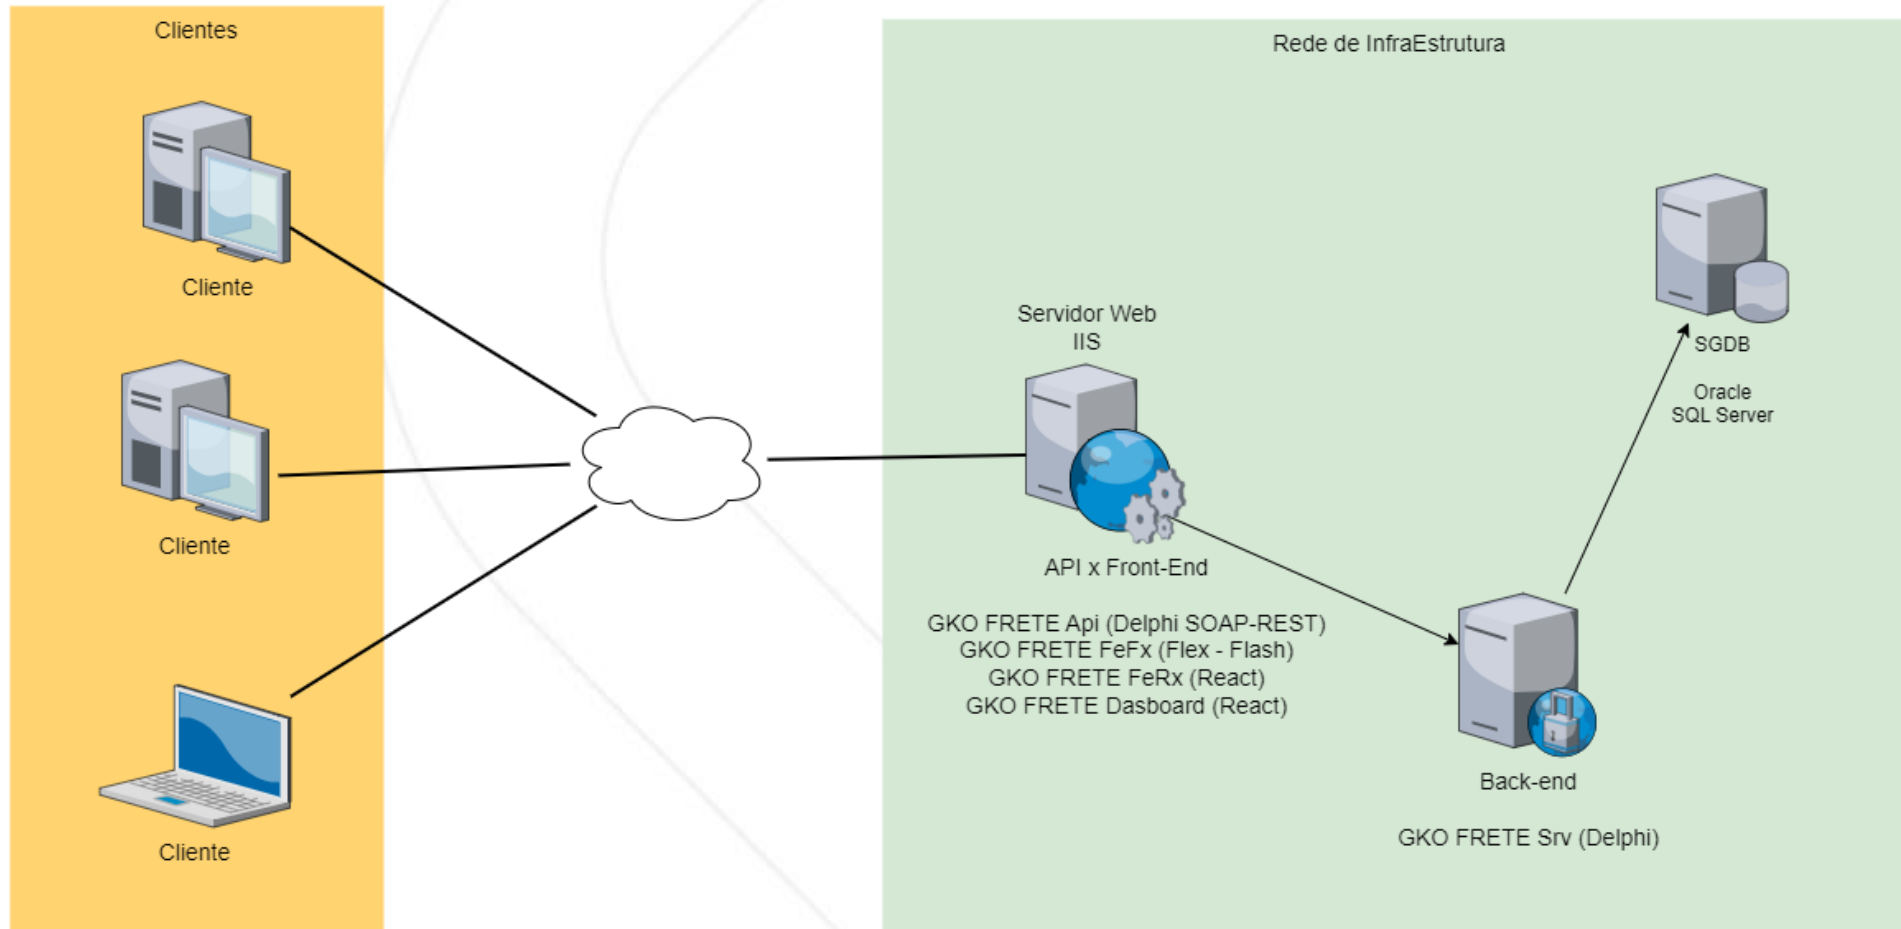 Clientes
Cliente
Cliente
Cliente
Rede de InfraEstrutura
Servidor Web
IIS
API x Front-End
GKO FRETE Api (Delphi SOAP-REST)
GKO FRETE FeFx (Flex - Flash)
GKO FRETE FeRx (React)
GKO FRETE Dasboard (React)
SGDB
Oracle
SQL Server
Back-end
GKO FRETE Srv (Delphi)